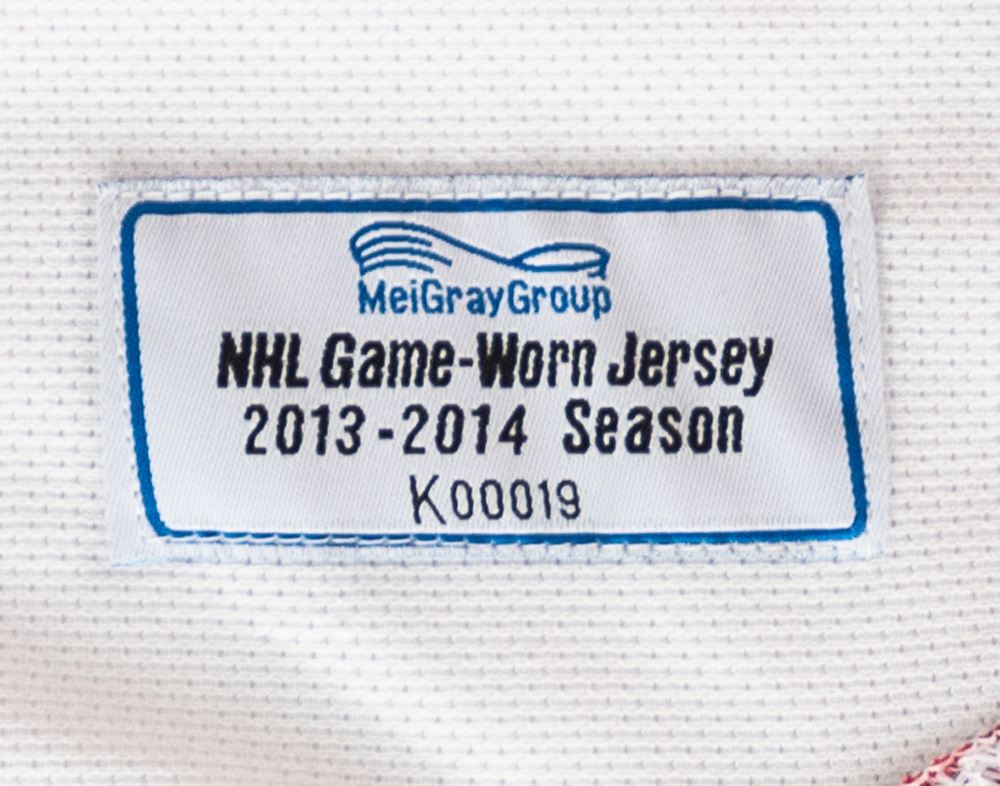 MeiGrayGroup
NHL Game-Worn Jersey
2013-2014 Season
K00019